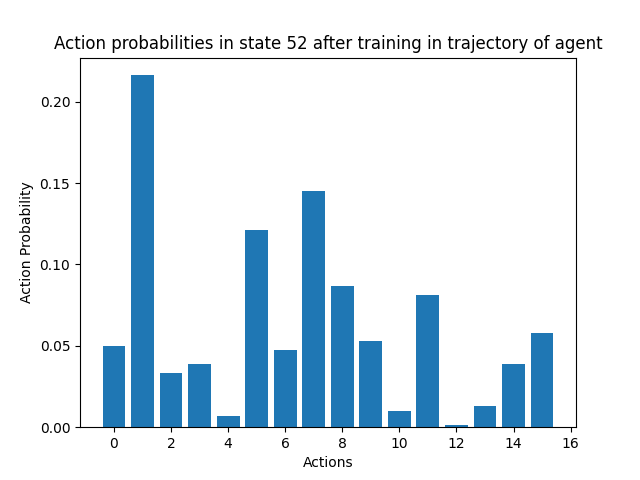 Action probabilities in state 52 after training in trajectory of agent
0.20
0.15
0.10
0.05
0.00
Action Probability
0 2 4 6 8 10 12 14 16
Actions